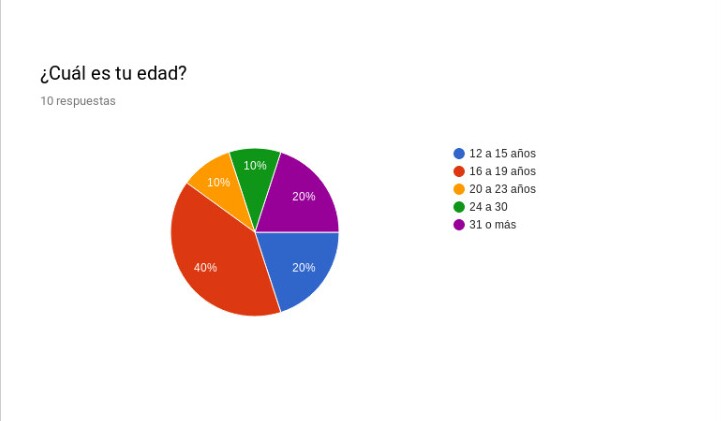 ¿Cuál es tu edad?
10 respuestas
10%
10%
20%
40%
20%
12 a 15 años
16 a 19 años
20 a 23 años
24 a 30
31 o más